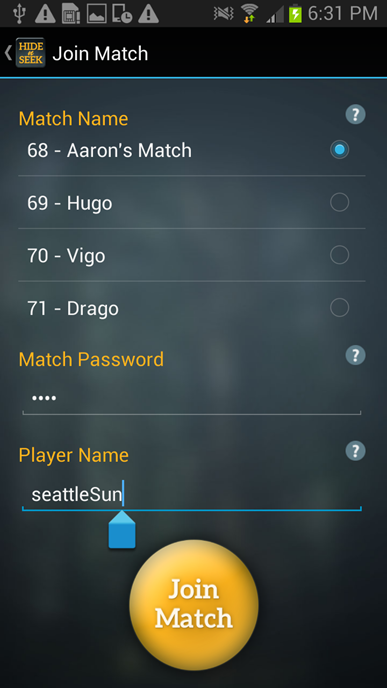 6:31 PM
HIDE
&
SEEK
Join Match
Match Name
?
68 - Aaron's Match
69 - Hugo
70 - Vigo
71 - Drago
Match Password
?
••••
Player Name
?
seattleSun
Join
Match